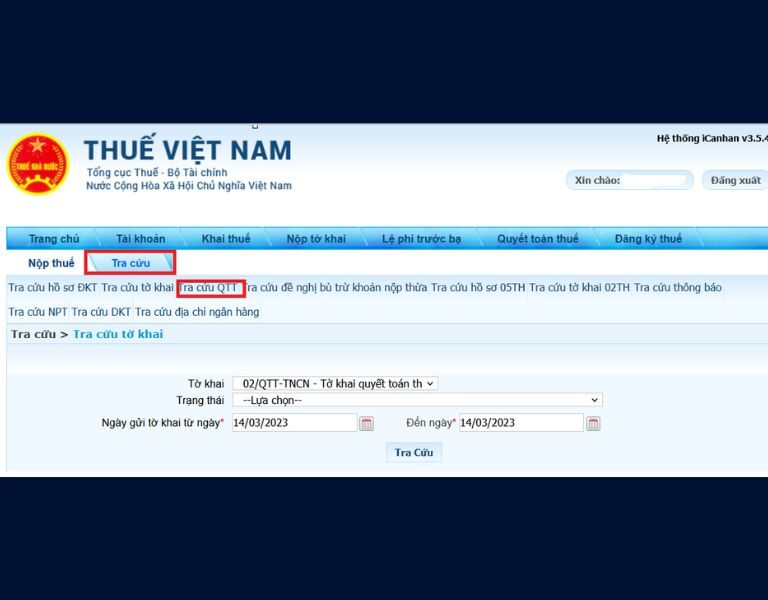 Hệ thống iCanhan v3.5.4
THUẾ NHÀ NƯỚC
THUẾ VIỆT NAM
Tổng cục Thuế - Bộ Tài chính
Nước Cộng Hòa Xã Hội Chủ Nghĩa Việt Nam
Xin chào: Đăng xuất
Trang chủ Tài khoản Khai thuế Nộp tờ khai Lệ phí trước bạ Quyết toán thuế Đăng ký thuế
Nộp thuế Tra cứu
Tra cứu hồ sơ ĐKT Tra cứu tờ khai Tra cứu QTT Tra cứu đề nghị bù trừ khoản nộp thừa Tra cứu hồ sơ 05TH Tra cứu tờ khai 02TH Tra cứu thông báo
Tra cứu NPT Tra cứu DKT Tra cứu địa chỉ ngân hàng
Tra cứu > Tra cứu tờ khai
Tờ khai 02/QTT-TNCN - Tờ khai quyết toán th
Trạng thái --Lựa chọn--
Ngày gửi tờ khai từ ngày* 14/03/2023 Đến ngày* 14/03/2023
Tra Cứu